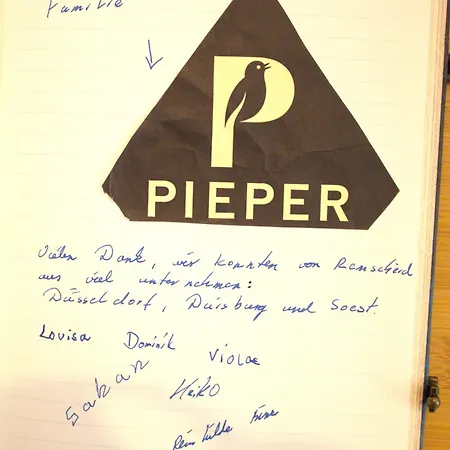 Familie
PIEPER
Vielen Dank, wir konnten von Remscheid
aus viel unternehmen:
Düsseldorf, Duisburg und Soest.
Louisa Dominik Violae
Hakan
Heiko